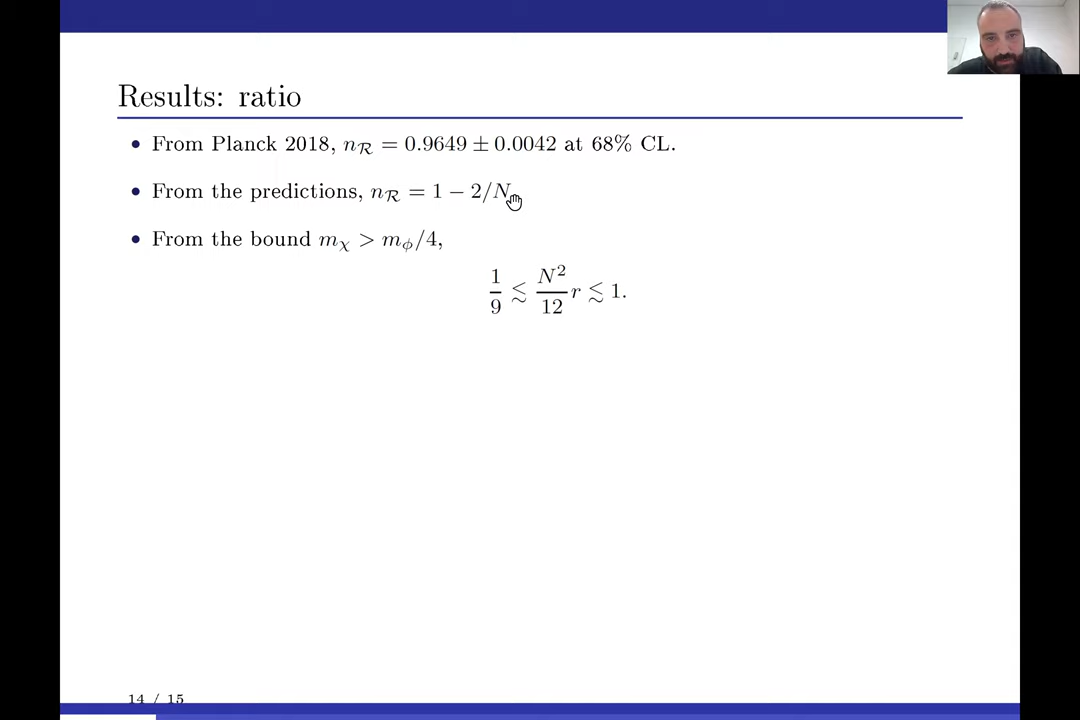 Results: ratio
• From Planck 2018, n_ℛ = 0.9649 ± 0.0042 at 68% CL.
• From the predictions, n_ℛ = 1 − 2/N
• From the bound m_χ > m_ϕ/4,
1/9 ≲ N²/12 r ≲ 1.
14 / 15